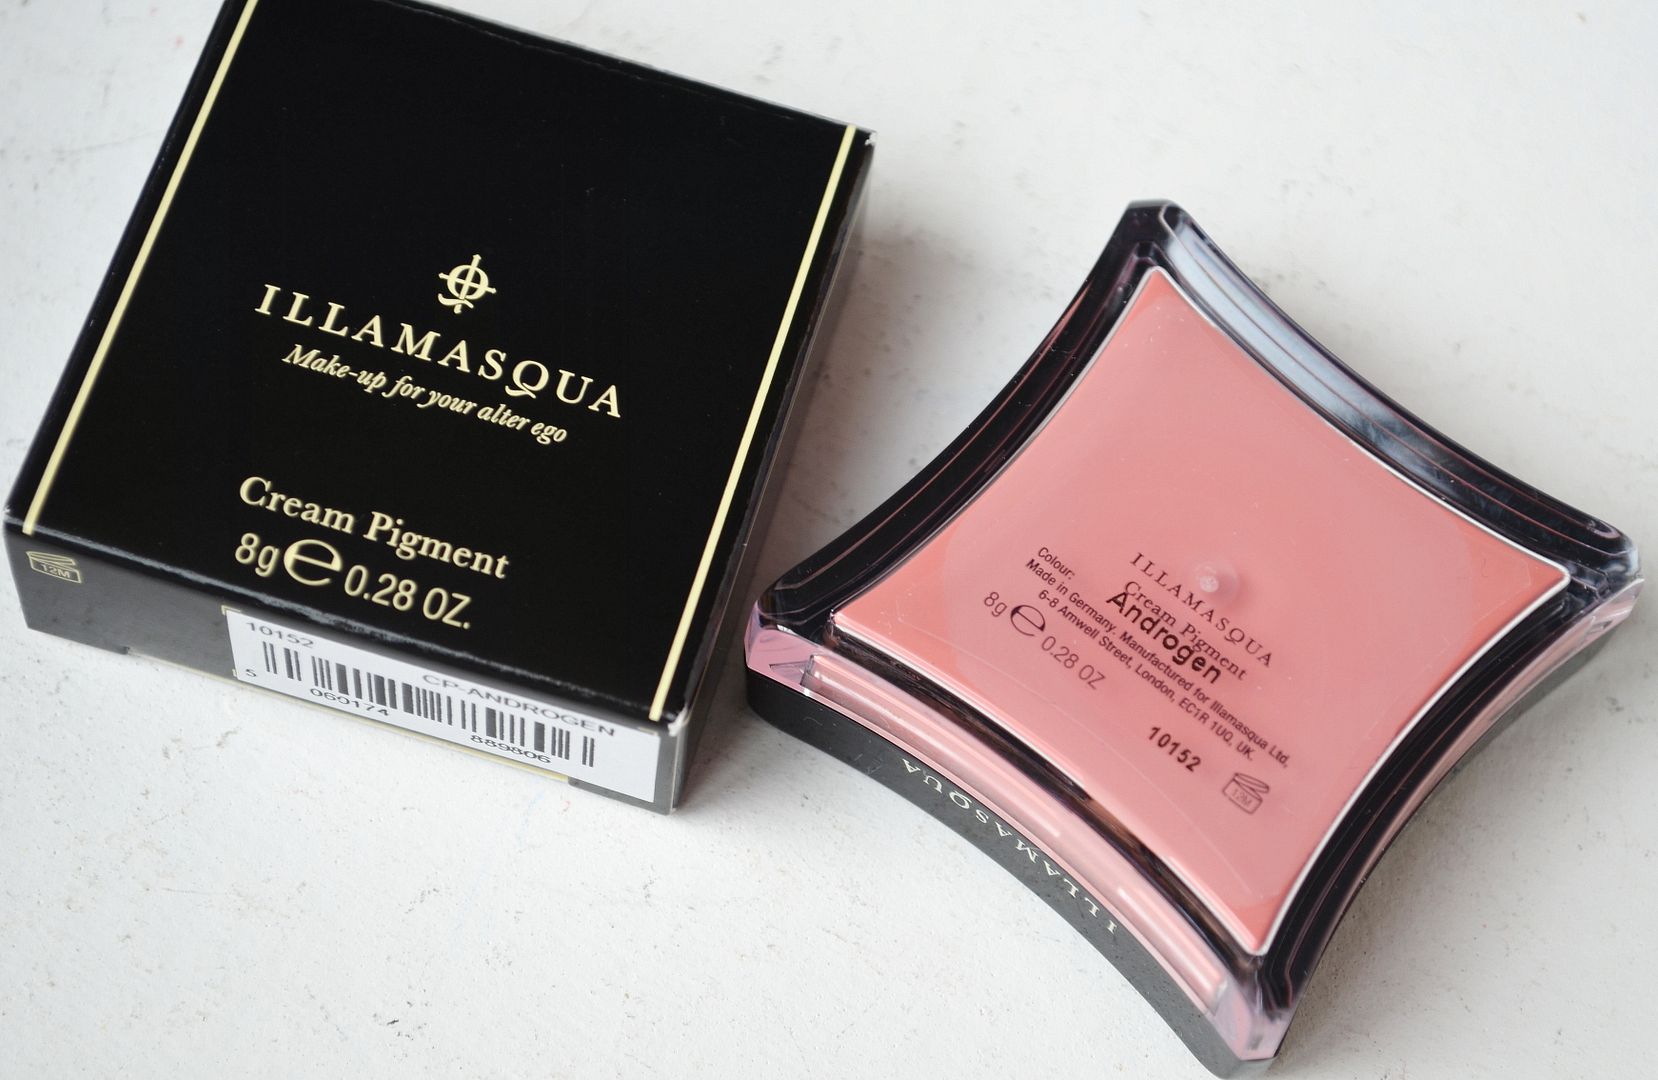 ILLAMASQUA
Make-up for your alter ego
Cream Pigment
8g ℮ 0.28 OZ.
12M
10152
CP-ANDROGEN
5 060174 889806
ILLAMASQUA
Cream Pigment
Colour: Androgen
Made in Germany. Manufactured for Illamasqua Ltd,
6-8 Amwell Street, London, EC1R 1UQ, UK.
8g ℮ 0.28 OZ
10152
12M
ILLAMASQUA